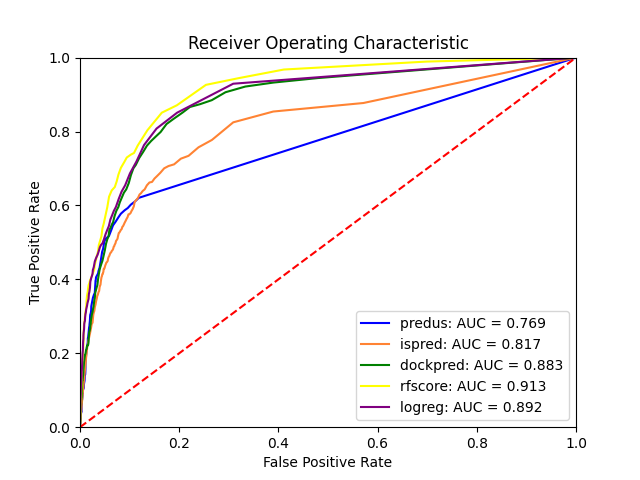 Receiver Operating Characteristic
True Positive Rate
1.0
0.8
0.6
0.4
0.2
0.0
predus: AUC = 0.769
ispred: AUC = 0.817
dockpred: AUC = 0.883
rfscore: AUC = 0.913
logreg: AUC = 0.892
0.0 0.2 0.4 0.6 0.8 1.0
False Positive Rate